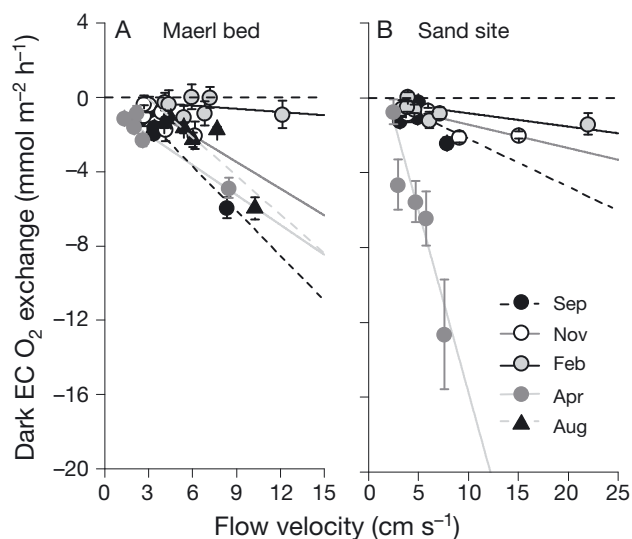 A Maerl bed
B Sand site
Dark EC O₂ exchange (mmol m⁻² h⁻¹)
4
0
−4
−8
−12
−16
−20
0 3 6 9 12 15
0 5 10 15 20 25
Sep
Nov
Feb
Apr
Aug
Flow velocity (cm s⁻¹)